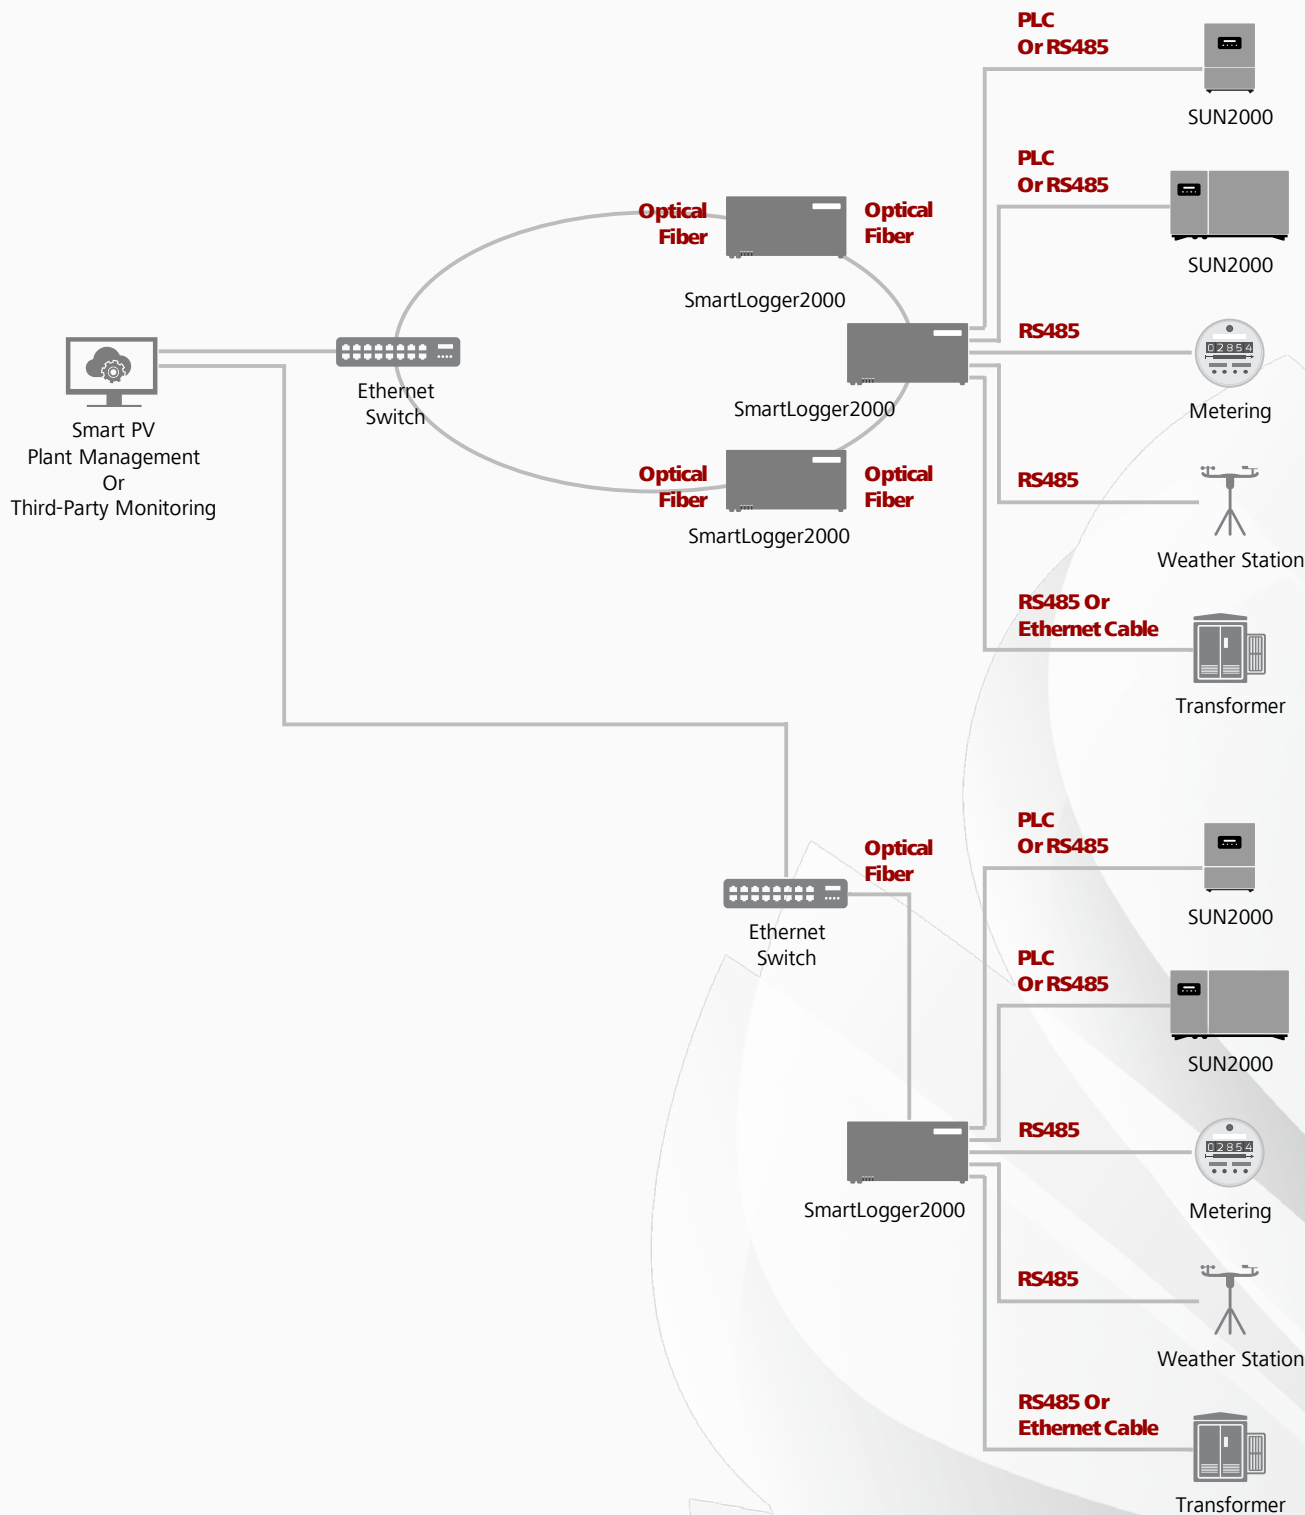 PLC
Or RS485
SUN2000
PLC
Or RS485
SUN2000
Optical
Fiber
Optical
Fiber
SmartLogger2000
RS485
02854
Metering
Ethernet
Switch
SmartLogger2000
Smart PV
Plant Management
Or
Third-Party Monitoring
Optical
Fiber
Optical
Fiber
SmartLogger2000
RS485
Weather Station
RS485 Or
Ethernet Cable
Transformer
PLC
Or RS485
SUN2000
Optical
Fiber
Ethernet
Switch
PLC
Or RS485
SUN2000
RS485
02854
Metering
SmartLogger2000
RS485
Weather Station
RS485 Or
Ethernet Cable
Transformer